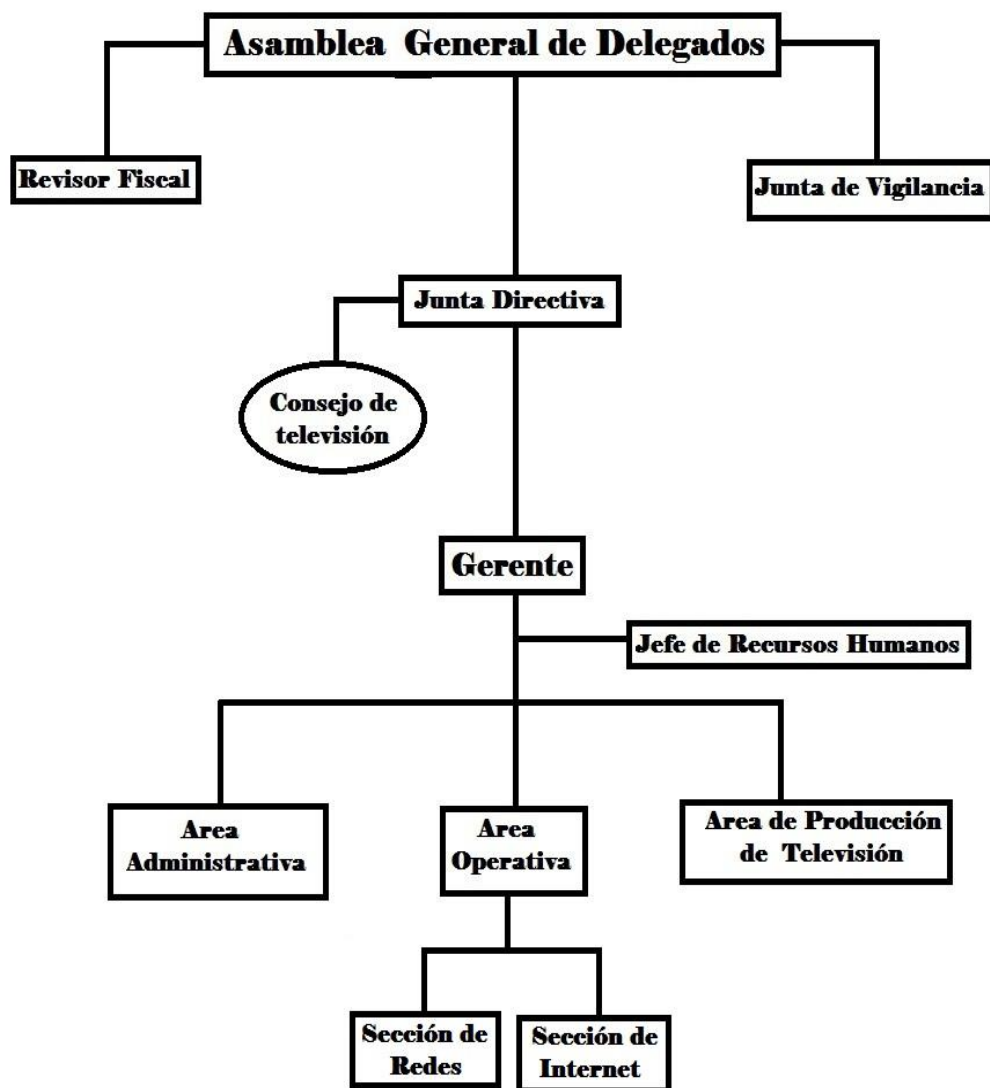 Asamblea General de Delegados
Revisor Fiscal
Junta de Vigilancia
Junta Directiva
Consejo de
televisión
Gerente
Jefe de Recursos Humanos
Area
Administrativa
Area
Operativa
Area de Producción
de Televisión
Sección de
Redes
Sección de
Internet